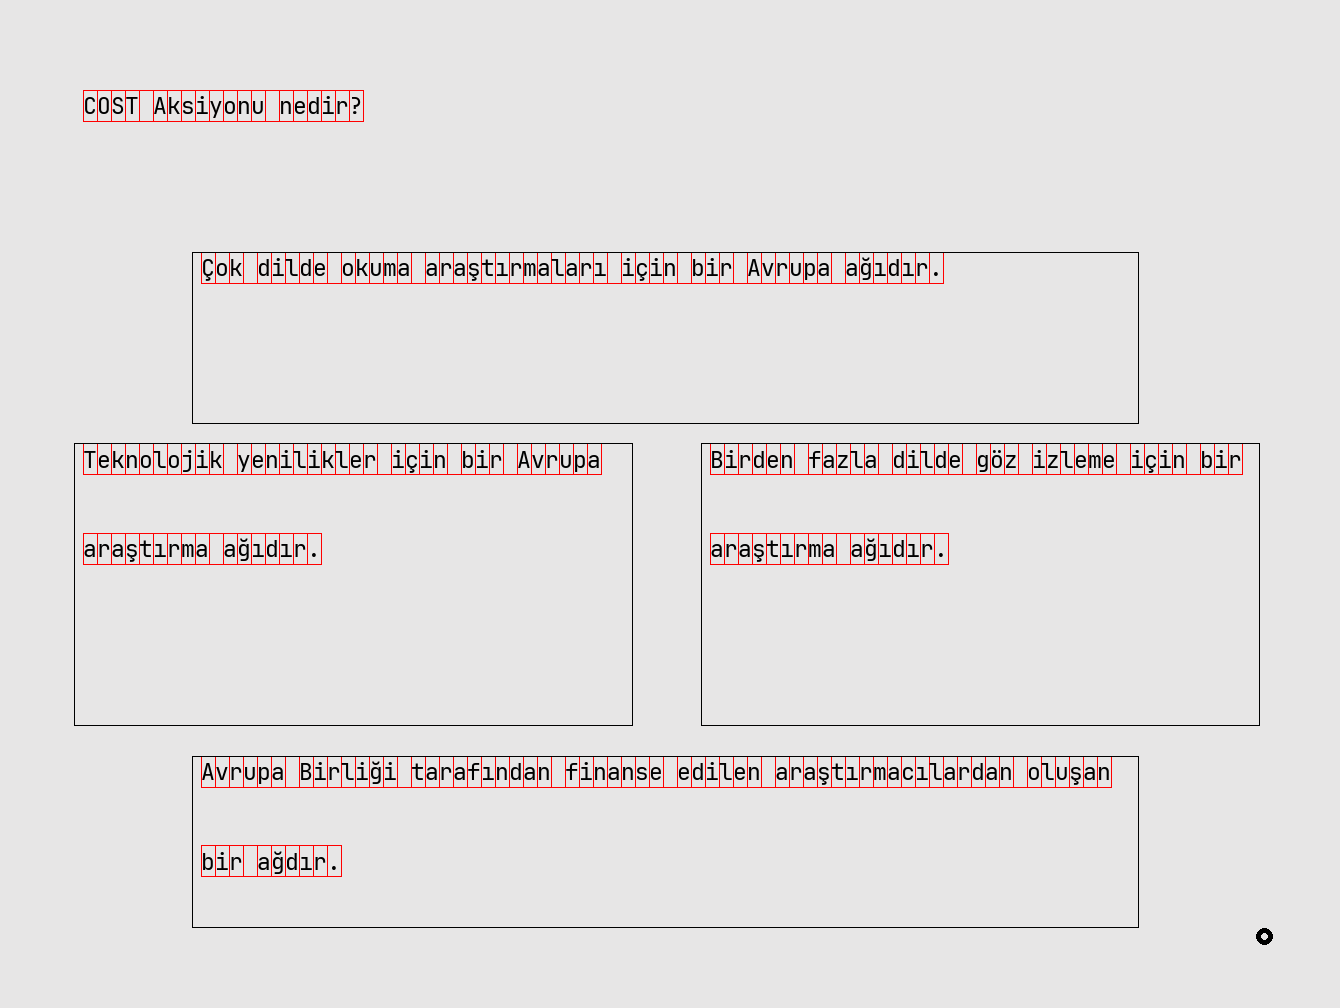 COST Aksiyonu nedir?
Çok dilde okuma araştırmaları için bir Avrupa ağıdır.
Teknolojik yenilikler için bir Avrupa
araştırma ağıdır.
Birden fazla dilde göz izleme için bir
araştırma ağıdır.
Avrupa Birliği tarafından finanse edilen araştırmacılardan oluşan
bir ağdır.